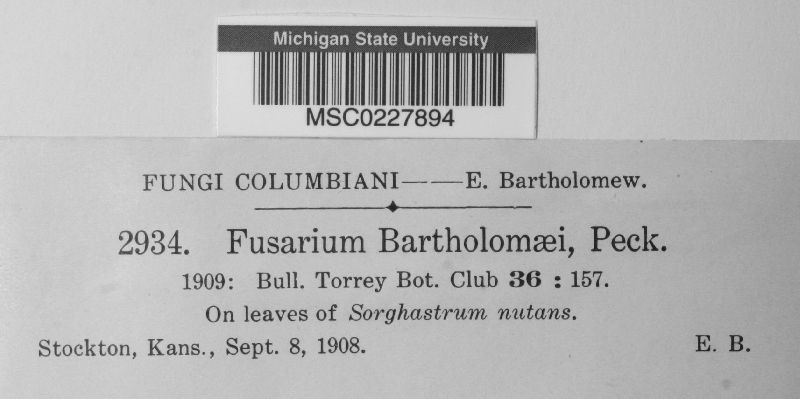 Michigan State University
MSC0227894
FUNGI COLUMBIANI——E. Bartholomew.
2934. Fusarium Bartholomæi, Peck.
1909: Bull. Torrey Bot. Club 36 : 157.
On leaves of Sorghastrum nutans.
Stockton, Kans., Sept. 8, 1908. E. B.